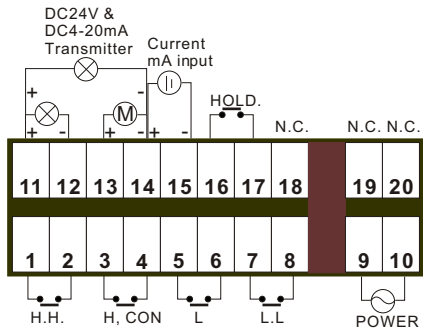 DC24V &
DC4-20mA
Transmitter
Current
mA input
+ -
+ - M + - + -
HOLD.
N.C. N.C. N.C.
11 12 13 14 15 16 17 18 19 20
1 2 3 4 5 6 7 8 9 10
H.H. H, CON L L.L POWER